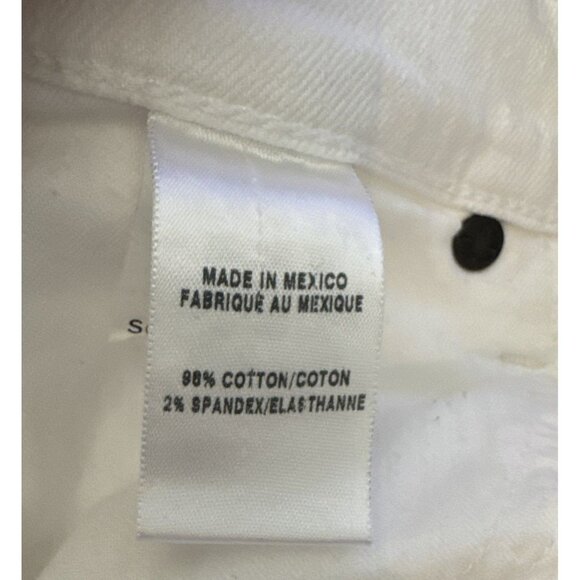 MADE IN MEXICO
FABRIQUÉ AU MEXIQUE
98% COTTON/COTON
2% SPANDEX/ELASTHANNE